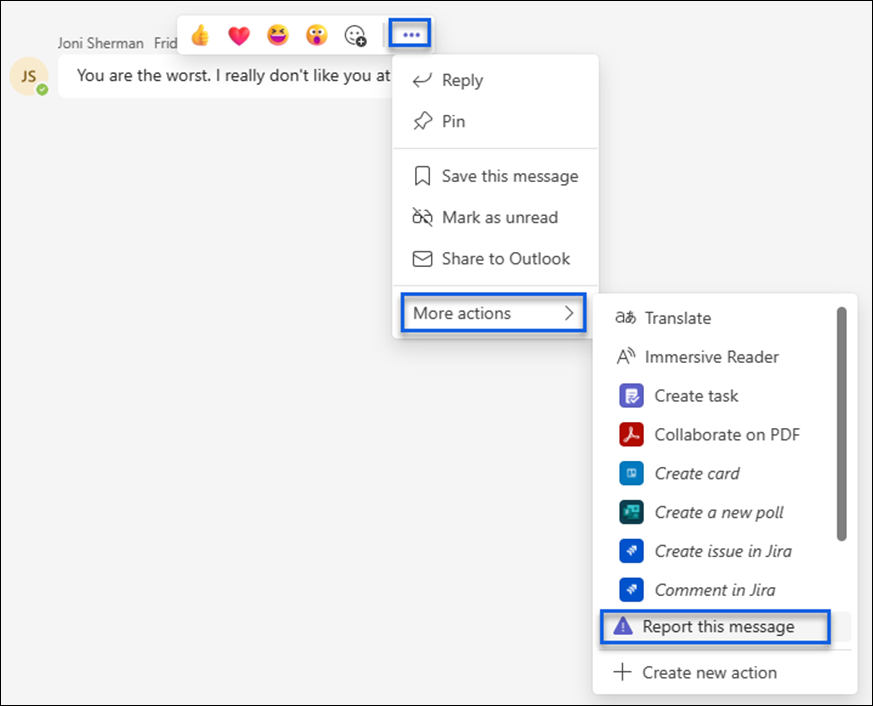 Joni Sherman Frid
JS
You are the worst. I really don't like you at
Reply
Pin
Save this message
Mark as unread
Share to Outlook
More actions
Translate
Immersive Reader
Create task
Collaborate on PDF
Create card
Create a new poll
Create issue in Jira
Comment in Jira
Report this message
Create new action